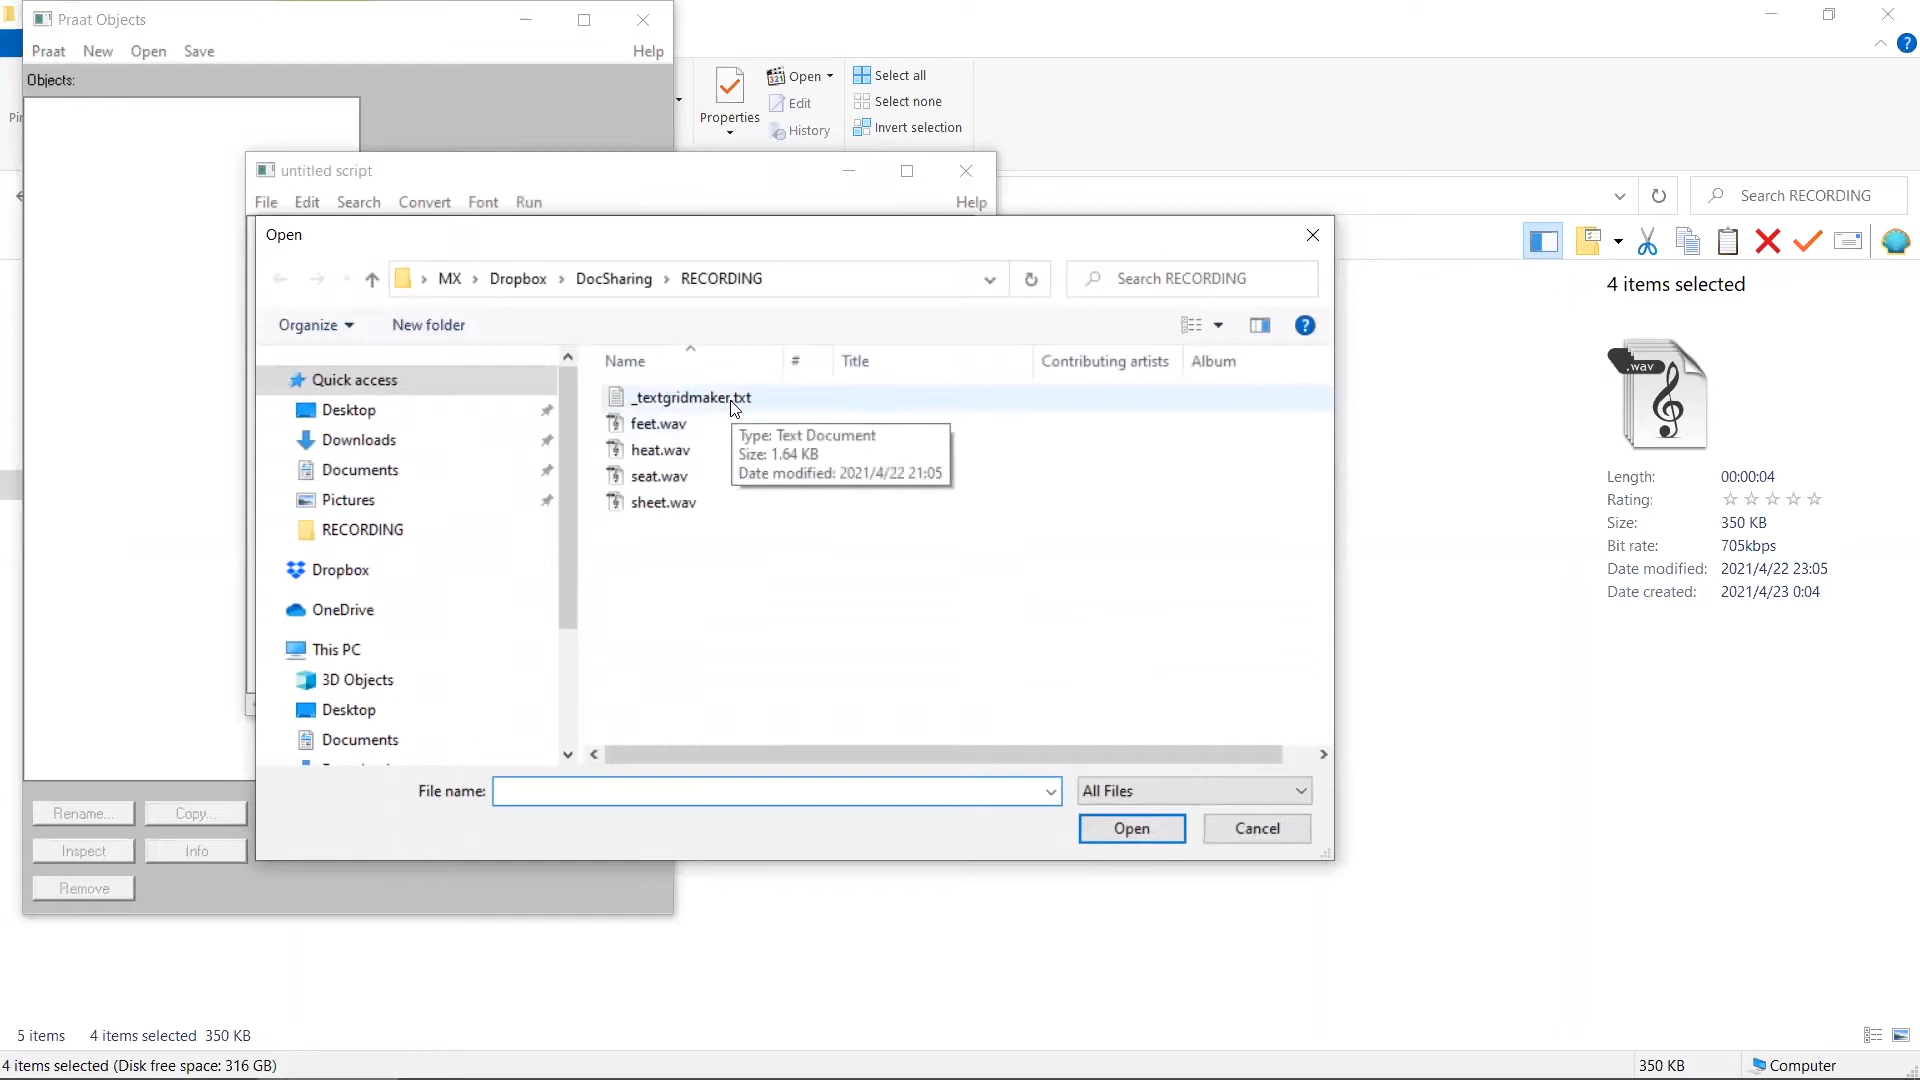 Praat Objects
Praat New Open Save Help
Objects:
Properties
Open
Edit
History
Select all
Select none
Invert selection
untitled script
File Edit Search Convert Font Run Help
Search RECORDING
Open
MX > Dropbox > DocSharing > RECORDING
Search RECORDING
Organize New folder
Name # Title Contributing artists Album
Quick access
Desktop
Downloads
Documents
Pictures
RECORDING
Dropbox
OneDrive
This PC
3D Objects
Desktop
Documents
_textgridmaker.txt
feet.wav
heat.wav
seat.wav
sheet.wav
Type: Text Document
Size: 1.64 KB
Date modified: 2021/4/22 21:05
File name:
All Files
Open Cancel
4 items selected
.wav
Length: 00:00:04
Rating:
Size: 350 KB
Bit rate: 705kbps
Date modified: 2021/4/22 23:05
Date created: 2021/4/23 0:04
Rename... Copy...
Inspect Info
Remove
5 items 4 items selected 350 KB
4 items selected (Disk free space: 316 GB) 350 KB Computer